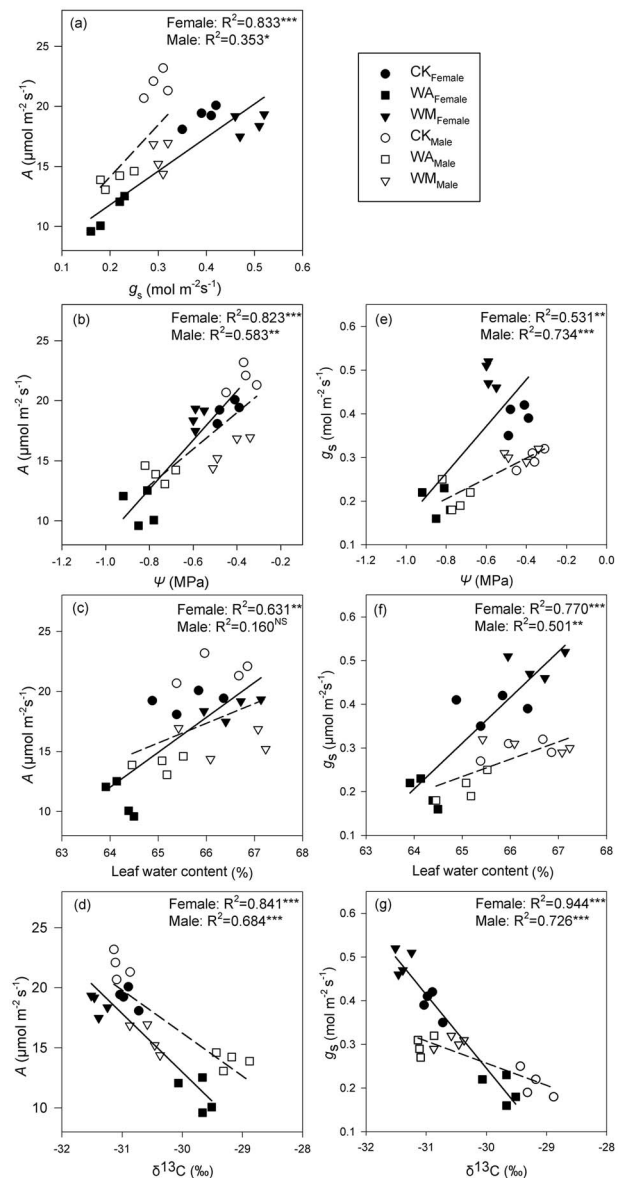 (a)
Female: R²=0.833***
Male: R²=0.353*
25
20
15
10
A (μmol m⁻² s⁻¹)
0.1 0.2 0.3 0.4 0.5 0.6
gs (mol m⁻²s⁻¹)
CKFemale
WAFemale
WMFemale
CKMale
WAMale
WMMale
(b)
Female: R²=0.823***
Male: R²=0.583**
25
20
15
10
A (μmol m⁻² s⁻¹)
-1.2 -1.0 -0.8 -0.6 -0.4 -0.2
Ψ (MPa)
(e)
Female: R²=0.531**
Male: R²=0.734***
0.6
0.5
0.4
0.3
0.2
0.1
gs (mol m⁻²s⁻¹)
-1.2 -1.0 -0.8 -0.6 -0.4 -0.2 0.0
Ψ (MPa)
(c)
Female: R²=0.631**
Male: R²=0.160NS
25
20
15
10
A (μmol m⁻² s⁻¹)
63 64 65 66 67 68
Leaf water content (%)
(f)
Female: R²=0.770***
Male: R²=0.501**
0.6
0.5
0.4
0.3
0.2
0.1
gs (mol m⁻²s⁻¹)
63 64 65 66 67 68
Leaf water content (%)
(d)
Female: R²=0.841***
Male: R²=0.684***
25
20
15
10
A (μmol m⁻² s⁻¹)
-32 -31 -30 -29 -28
δ¹³C (‰)
(g)
Female: R²=0.944***
Male: R²=0.726***
0.6
0.5
0.4
0.3
0.2
0.1
gs (mol m⁻²s⁻¹)
-32 -31 -30 -29 -28
δ¹³C (‰)